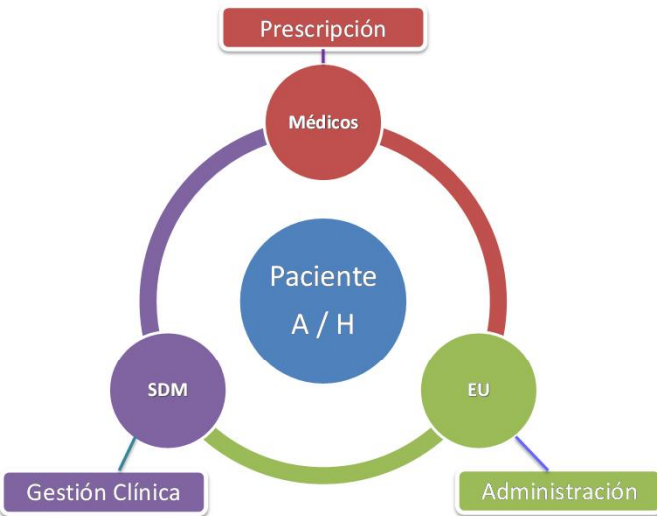 Prescripción
Médicos
Paciente
A / H
SDM
EU
Gestión Clínica
Administración